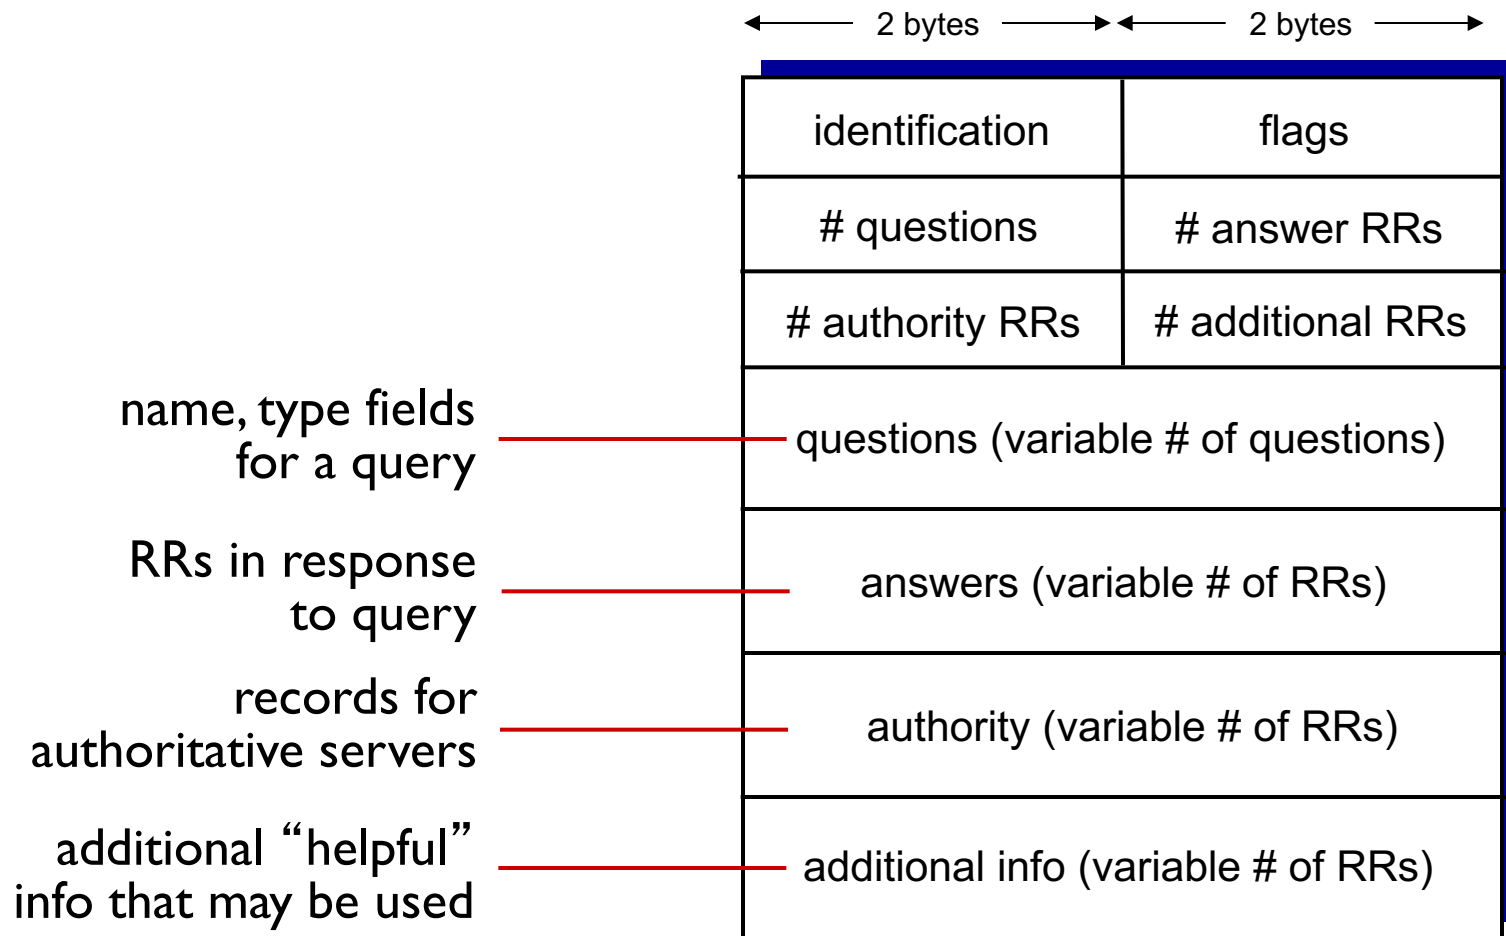 2 bytes 2 bytes
identification flags
# questions # answer RRs
# authority RRs # additional RRs
name, type fields
for a query
questions (variable # of questions)
RRs in response
to query
answers (variable # of RRs)
records for
authoritative servers
authority (variable # of RRs)
additional “helpful”
info that may be used
additional info (variable # of RRs)